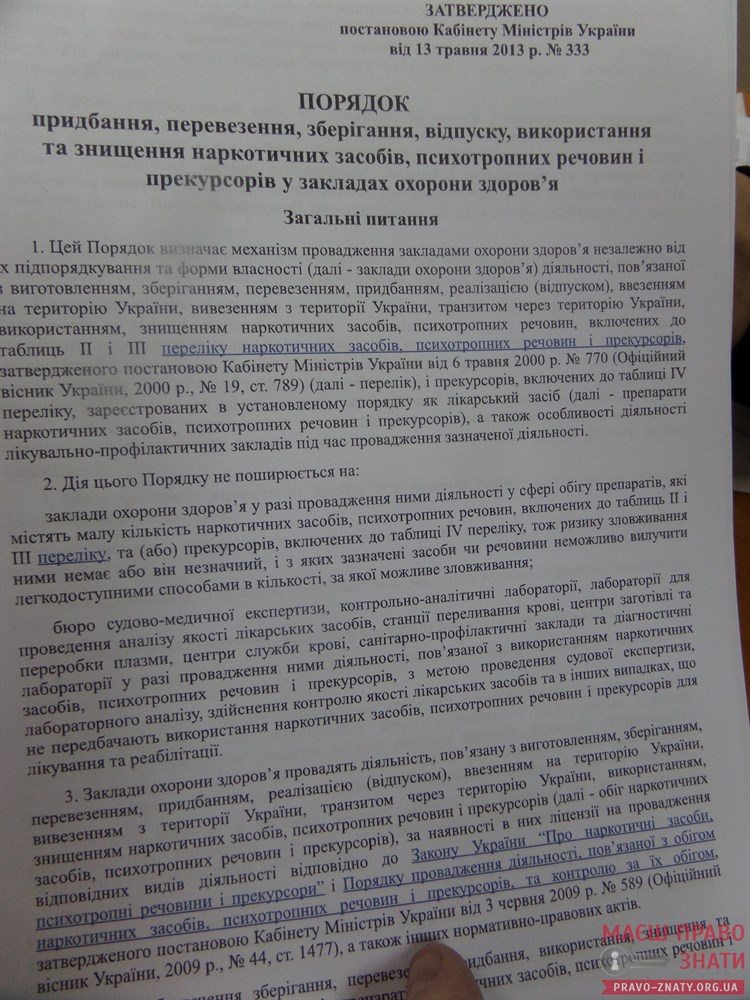 ЗАТВЕРДЖЕНО
постановою Кабінету Міністрів України
від 13 травня 2013 р. № 333
ПОРЯДОК
придбання, перевезення, зберігання, відпуску, використання
та знищення наркотичних засобів, психотропних речовин і
прекурсорів у закладах охорони здоров’я
Загальні питання
1. Цей Порядок визначає механізм провадження закладами охорони здоров’я незалежно від
х підпорядкування та форми власності (далі - заклади охорони здоров’я) діяльності, пов’язаної
з виготовленням, зберіганням, перевезенням, придбанням, реалізацією (відпуском), ввезенням
на територію України, вивезенням з території України, транзитом через територію України,
використанням, знищенням наркотичних засобів, психотропних речовин, включених до
таблиць II і III переліку наркотичних засобів, психотропних речовин і прекурсорів,
затвердженого постановою Кабінету Міністрів України від 6 травня 2000 р. № 770 (Офіційний
вісник України, 2000 р., № 19, ст. 789) (далі - перелік), і прекурсорів, включених до таблиці IV
переліку, зареєстрованих в установленому порядку як лікарський засіб (далі - препарати
наркотичних засобів, психотропних речовин і прекурсорів), а також особливості діяльності
лікувально-профілактичних закладів під час провадження зазначеної діяльності.
2. Дія цього Порядку не поширюється на:
заклади охорони здоров’я у разі провадження ними діяльності у сфері обігу препаратів, які
містять малу кількість наркотичних засобів, психотропних речовин, включених до таблиць II і
III переліку, та (або) прекурсорів, включених до таблиці IV переліку, тож ризику зловживання
ними немає або він незначний, і з яких зазначені засоби чи речовини неможливо вилучити
легкодоступними способами в кількості, за якої можливе зловживання;
бюро судово-медичної експертизи, контрольно-аналітичні лабораторії, лабораторії для
проведення аналізу якості лікарських засобів, станції переливання крові, центри заготівлі та
переробки плазми, центри служби крові, санітарно-профілактичні заклади та діагностичні
лабораторії у разі провадження ними діяльності, пов’язаної з використанням наркотичних
засобів, психотропних речовин і прекурсорів, з метою проведення судової експертизи,
лабораторного аналізу, здійснення контролю якості лікарських засобів та в інших випадках, що
не передбачають використання наркотичних засобів, психотропних речовин і прекурсорів для
лікування та реабілітації.
3. Заклади охорони здоров’я провадять діяльність, пов’язану з виготовленням, зберіганням,
перевезенням, придбанням, реалізацією (відпуском), ввезенням на територію України,
вивезенням з території України, транзитом через територію України, використанням,
знищенням наркотичних засобів, психотропних речовин і прекурсорів (далі - обіг наркотичних
засобів, психотропних речовин і прекурсорів), за наявності в них ліцензії на провадження
відповідних видів діяльності відповідно до Закону України “Про наркотичні засоби,
психотропні речовини і прекурсори” і Порядку провадження діяльності, пов’язаної з обігом
наркотичних засобів, психотропних речовин і прекурсорів, та контролю за їх обігом,
затвердженого постановою Кабінету Міністрів України від 3 червня 2009 р. № 589 (Офіційний
вісник України, 2009 р., № 44, ст. 1477), а також інших нормативно-правових актів.
зберігання, придбання, використання, знищення та
засобів, психотропних речовин і
МАЄШ ПРАВО
ЗНАТИ
PRAVO-ZNATY.ORG.UA